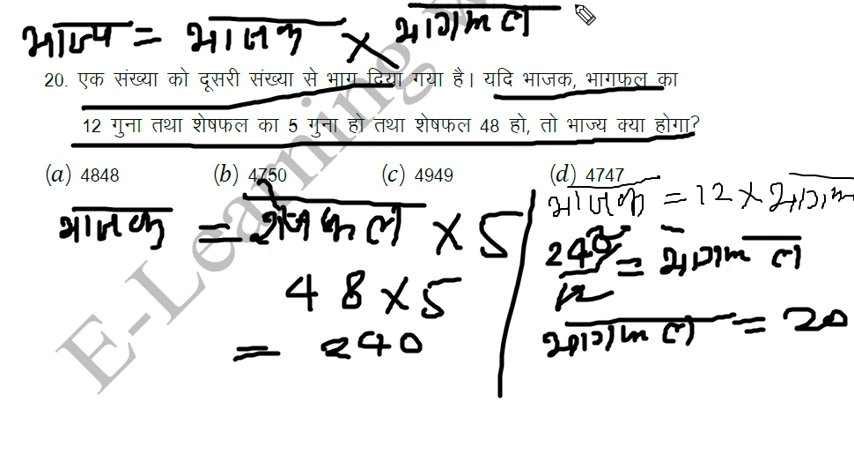 भाज्य = भाजक × भागफल
20. एक संख्या को दूसरी संख्या से भाग दिया गया है। यदि भाजक, भागफल का
12 गुना तथा शेषफल का 5 गुना हो तथा शेषफल 48 हो, तो भाज्य क्या होगा?
(a) 4848 (b) 4750 (c) 4949 (d) 4747
भाजक = शेषफल × 5
48 × 5
= 240
भाजक = 12 × भागफ
240/12 = भागफल
भागफल = 20
E-Learning